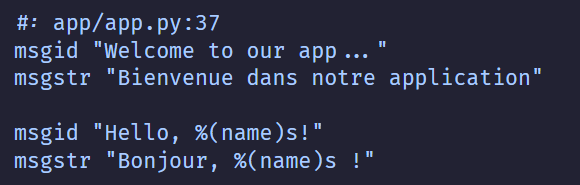 #: app/app.py:37
msgid "Welcome to our app..."
msgstr "Bienvenue dans notre application"
msgid "Hello, %(name)s!"
msgstr "Bonjour, %(name)s !"